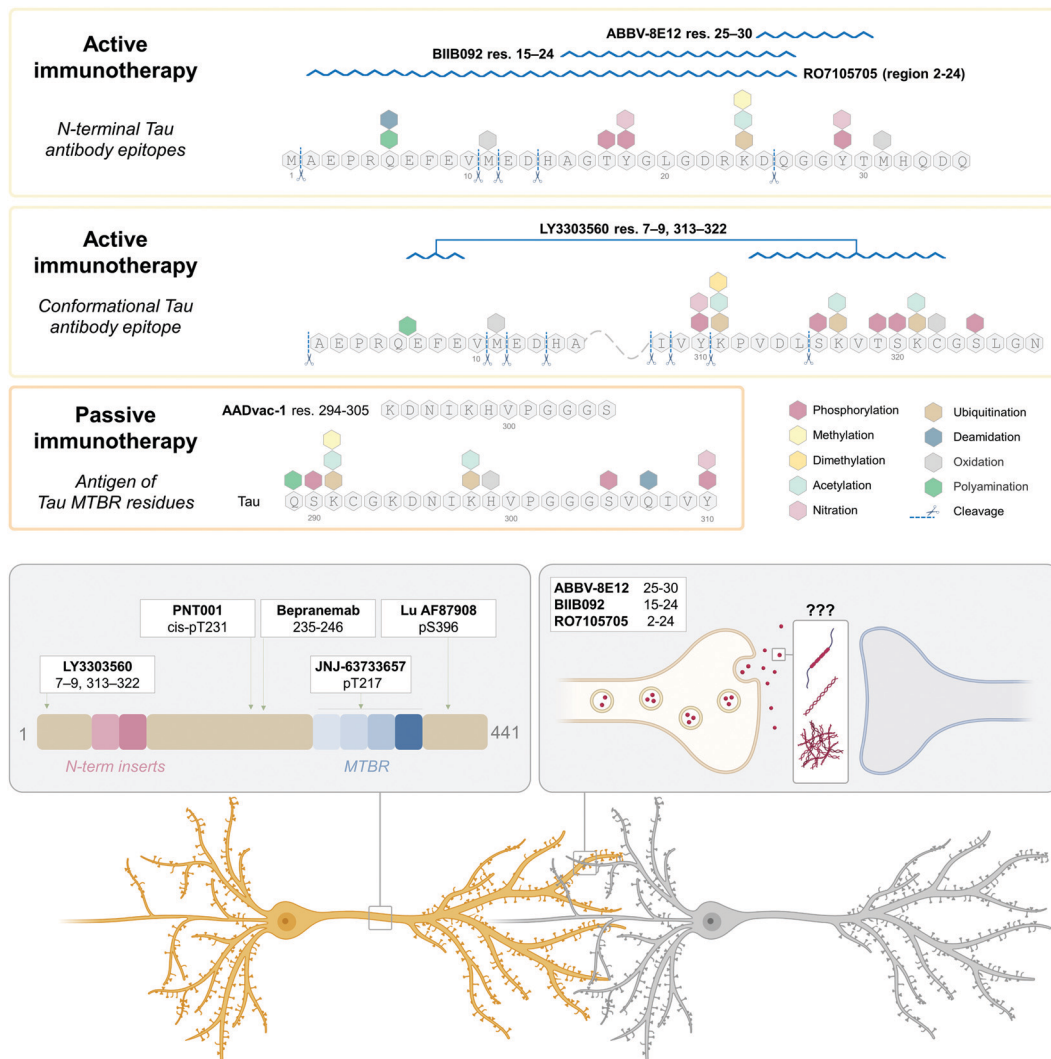 Active
immunotherapy
N-terminal Tau
antibody epitopes
ABBV-8E12 res. 25–30
BIIB092 res. 15–24
RO7105705 (region 2-24)
MAEPRQEFEVMEDHAGTYGLGDRKDQGGYTMHQDQ
1 10 20 30
Active
immunotherapy
Conformational Tau
antibody epitope
LY3303560 res. 7–9, 313–322
AEPRQEFEVMEDHA IVYKPVDLSKVTSKCGSLGN
10 310 320
Passive
immunotherapy
Antigen of
Tau MTBR residues
AADvac-1 res. 294-305 KDNIKHVPGGGS
300
Tau QSKCGKDNIKHVPGGGSVQIVY
290 300 310
Phosphorylation
Methylation
Dimethylation
Acetylation
Nitration
Ubiquitination
Deamidation
Oxidation
Polyamination
Cleavage
PNT001
cis-pT231
Bepranemab
235-246
Lu AF87908
pS396
LY3303560
7–9, 313–322
JNJ-63733657
pT217
1 441
N-term inserts MTBR
ABBV-8E12 25-30
BIIB092 15-24
RO7105705 2-24
???